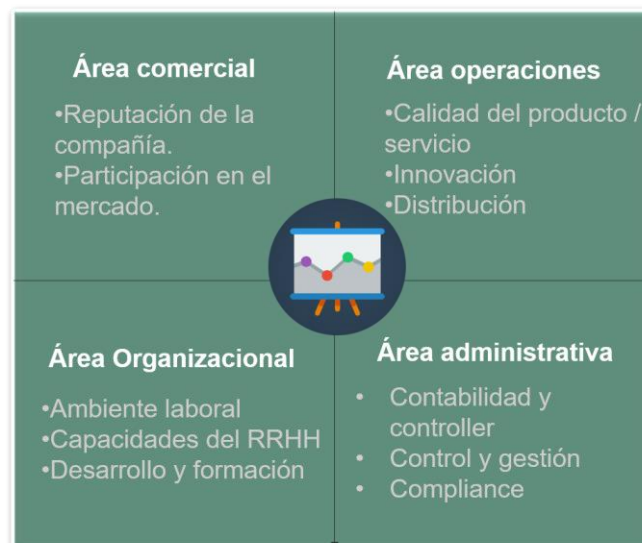 Área comercial
•Reputación de la
compañía.
•Participación en el
mercado.
Área operaciones
•Calidad del producto /
servicio
•Innovación
•Distribución
Área Organizacional
•Ambiente laboral
•Capacidades del RRHH
•Desarrollo y formación
Área administrativa
• Contabilidad y
controller
• Control y gestión
• Compliance